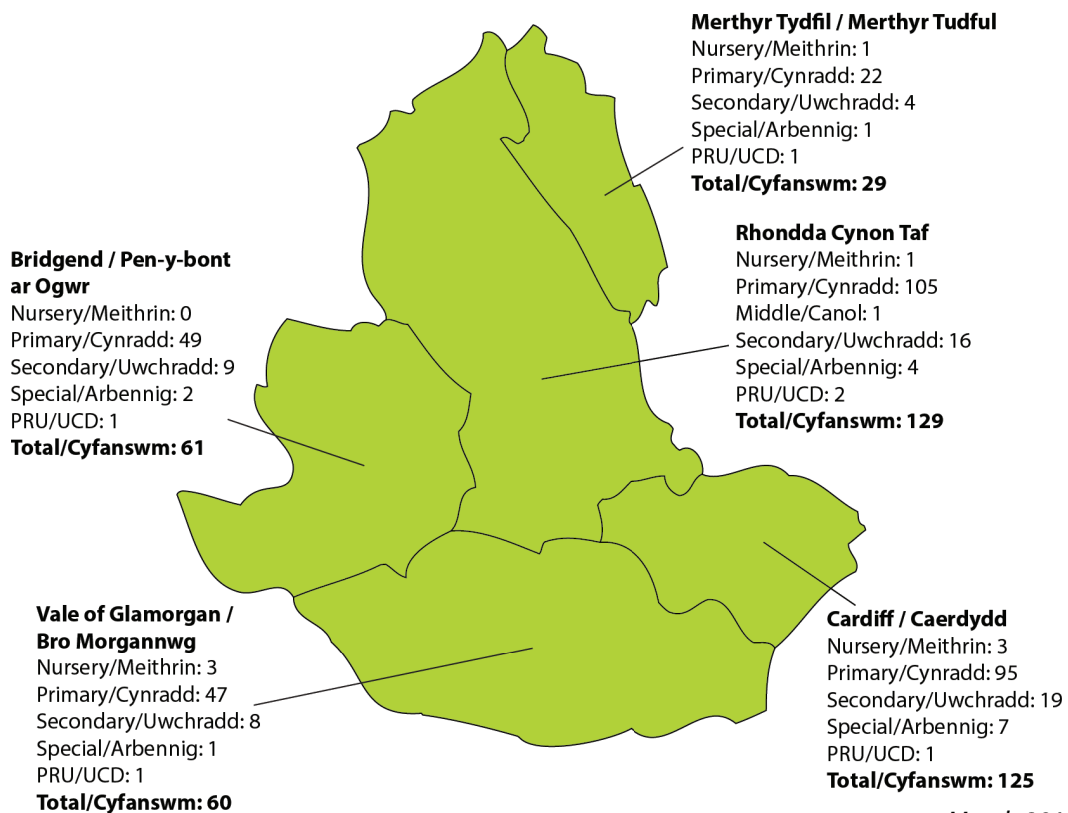 Merthyr Tydfil / Merthyr Tudful
Nursery/Meithrin: 1
Primary/Cynradd: 22
Secondary/Uwchradd: 4
Special/Arbennig: 1
PRU/UCD: 1
Total/Cyfanswm: 29
Rhondda Cynon Taf
Nursery/Meithrin: 1
Primary/Cynradd: 105
Middle/Canol: 1
Secondary/Uwchradd: 16
Special/Arbennig: 4
PRU/UCD: 2
Total/Cyfanswm: 129
Bridgend / Pen-y-bont
ar Ogwr
Nursery/Meithrin: 0
Primary/Cynradd: 49
Secondary/Uwchradd: 9
Special/Arbennig: 2
PRU/UCD: 1
Total/Cyfanswm: 61
Vale of Glamorgan /
Bro Morgannwg
Nursery/Meithrin: 3
Primary/Cynradd: 47
Secondary/Uwchradd: 8
Special/Arbennig: 1
PRU/UCD: 1
Total/Cyfanswm: 60
Cardiff / Caerdydd
Nursery/Meithrin: 3
Primary/Cynradd: 95
Secondary/Uwchradd: 19
Special/Arbennig: 7
PRU/UCD: 1
Total/Cyfanswm: 125